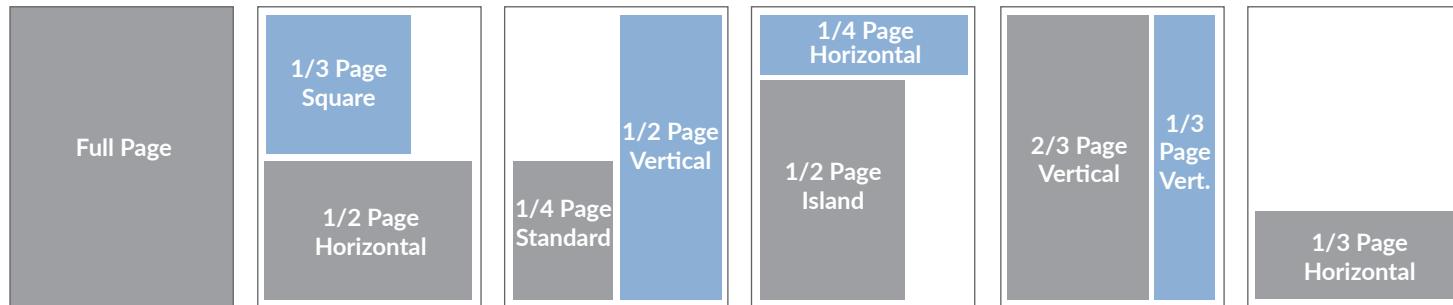 Full Page
1/3 Page
Square
1/2 Page
Horizontal
1/4 Page
Standard
1/2 Page
Vertical
1/4 Page
Horizontal
1/2 Page
Island
2/3 Page
Vertical
1/3
Page
Vert.
1/3 Page
Horizontal